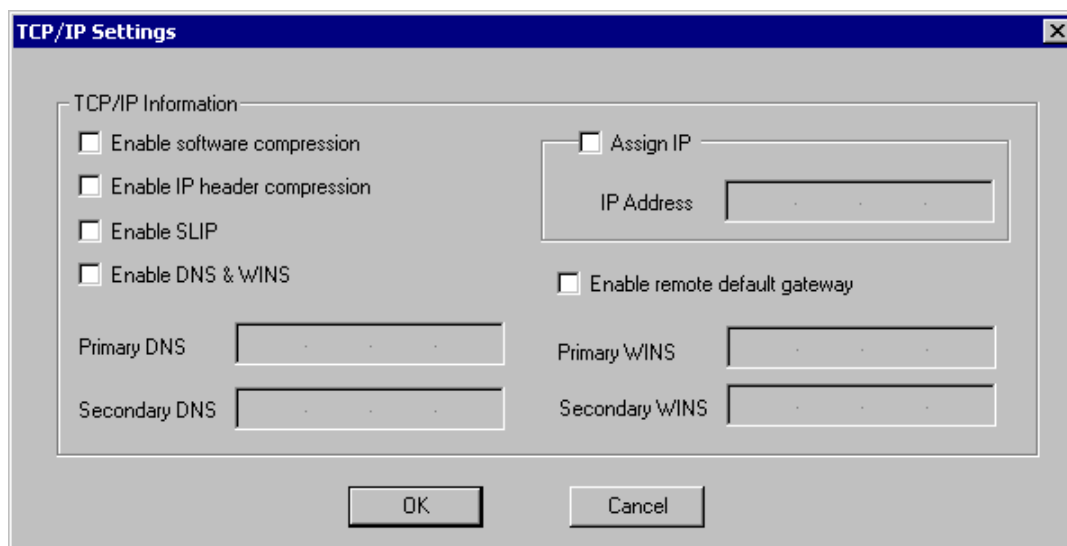 TCP/IP Settings
TCP/IP Information
Enable software compression
Enable IP header compression
Enable SLIP
Enable DNS & WINS
Assign IP
IP Address
Enable remote default gateway
Primary DNS
Secondary DNS
Primary WINS
Secondary WINS
OK
Cancel